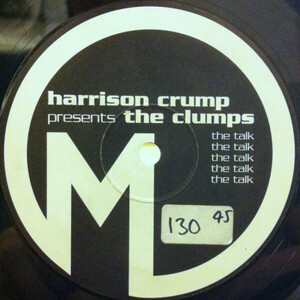 harrison crump
presents the clumps
the talk
the talk
the talk
the talk
the talk
M
130 45